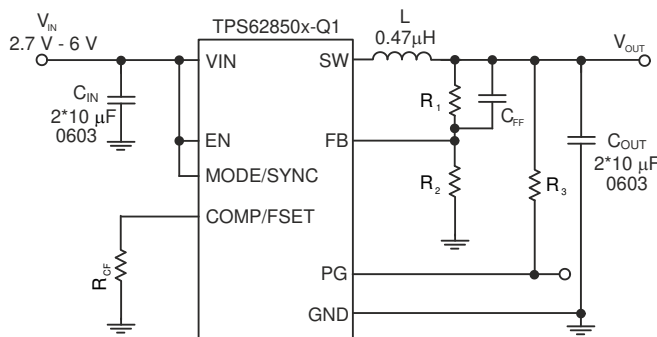 TPS62850x-Q1
VIN
2.7 V - 6 V
VIN
SW
L
0.47µH
VOUT
CIN
2*10 µF
0603
EN
MODE/SYNC
COMP/FSET
FB
R1
CFF
R2
R3
COUT
2*10 µF
0603
RCF
PG
GND